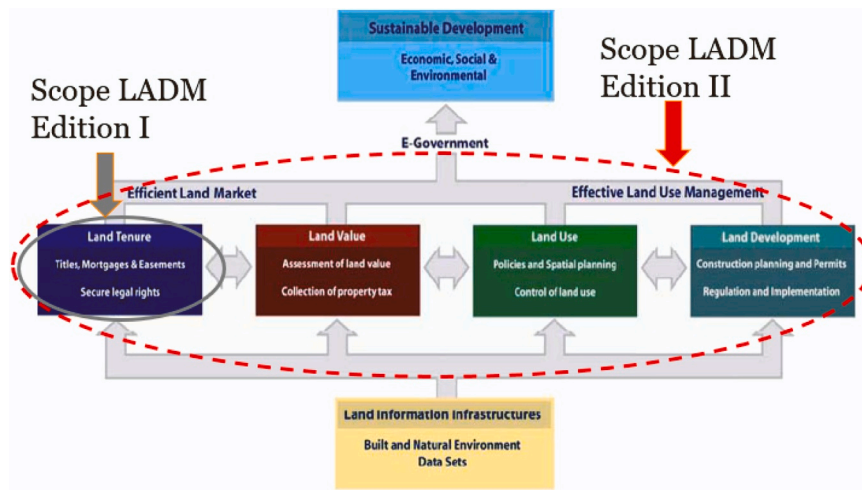 Sustainable Development
Economic, Social &
Environmental
Scope LADM
Edition II
Scope LADM
Edition I
E-Government
Efficient Land Market
Effective Land Use Management
Land Tenure
Titles, Mortgages & Easements
Secure legal rights
Land Value
Assessment of land value
Collection of property tax
Land Use
Policies and Spatial planning
Control of land use
Land Development
Construction planning and Permits
Regulation and Implementation
Land Information Infrastructures
Built and Natural Environment
Data Sets